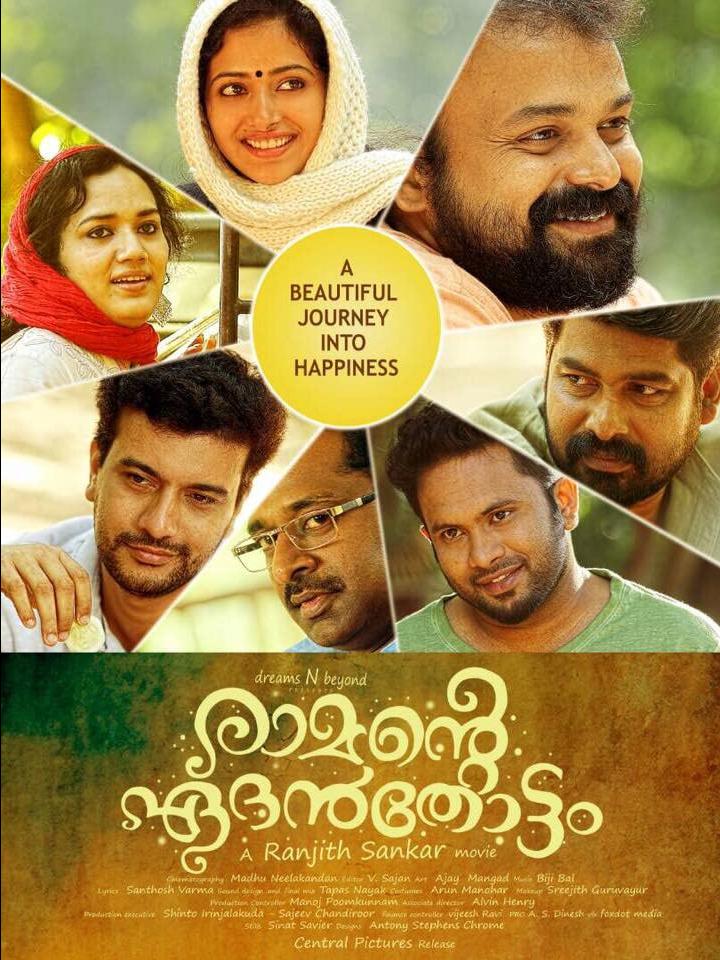 A
BEAUTIFUL
JOURNEY
INTO
HAPPINESS
dreams N beyond
PRESENTS
രാമന്റെ
ഏദൻതോട്ടം
A Ranjith Sankar movie
Cinematography Madhu Neelakandan Editor V. Sajan Art Ajay Mangad Music Biji Bal
Lyrics Santhosh Varma Sound design and final mix Tapas Nayak Costumes Arun Manohar Makeup Sreejith Guruvayur
Production Controller Manoj Poomkunnam Associate director Alvin Henry
Production executive Shinto Irinjalakuda - Sajeev Chandiroor Finance controller vijeesh Ravi PRO A. S. Dinesh vfx foxdot media
Stills Sinat Savier Designs Antony Stephens Chrome
Central Pictures Release